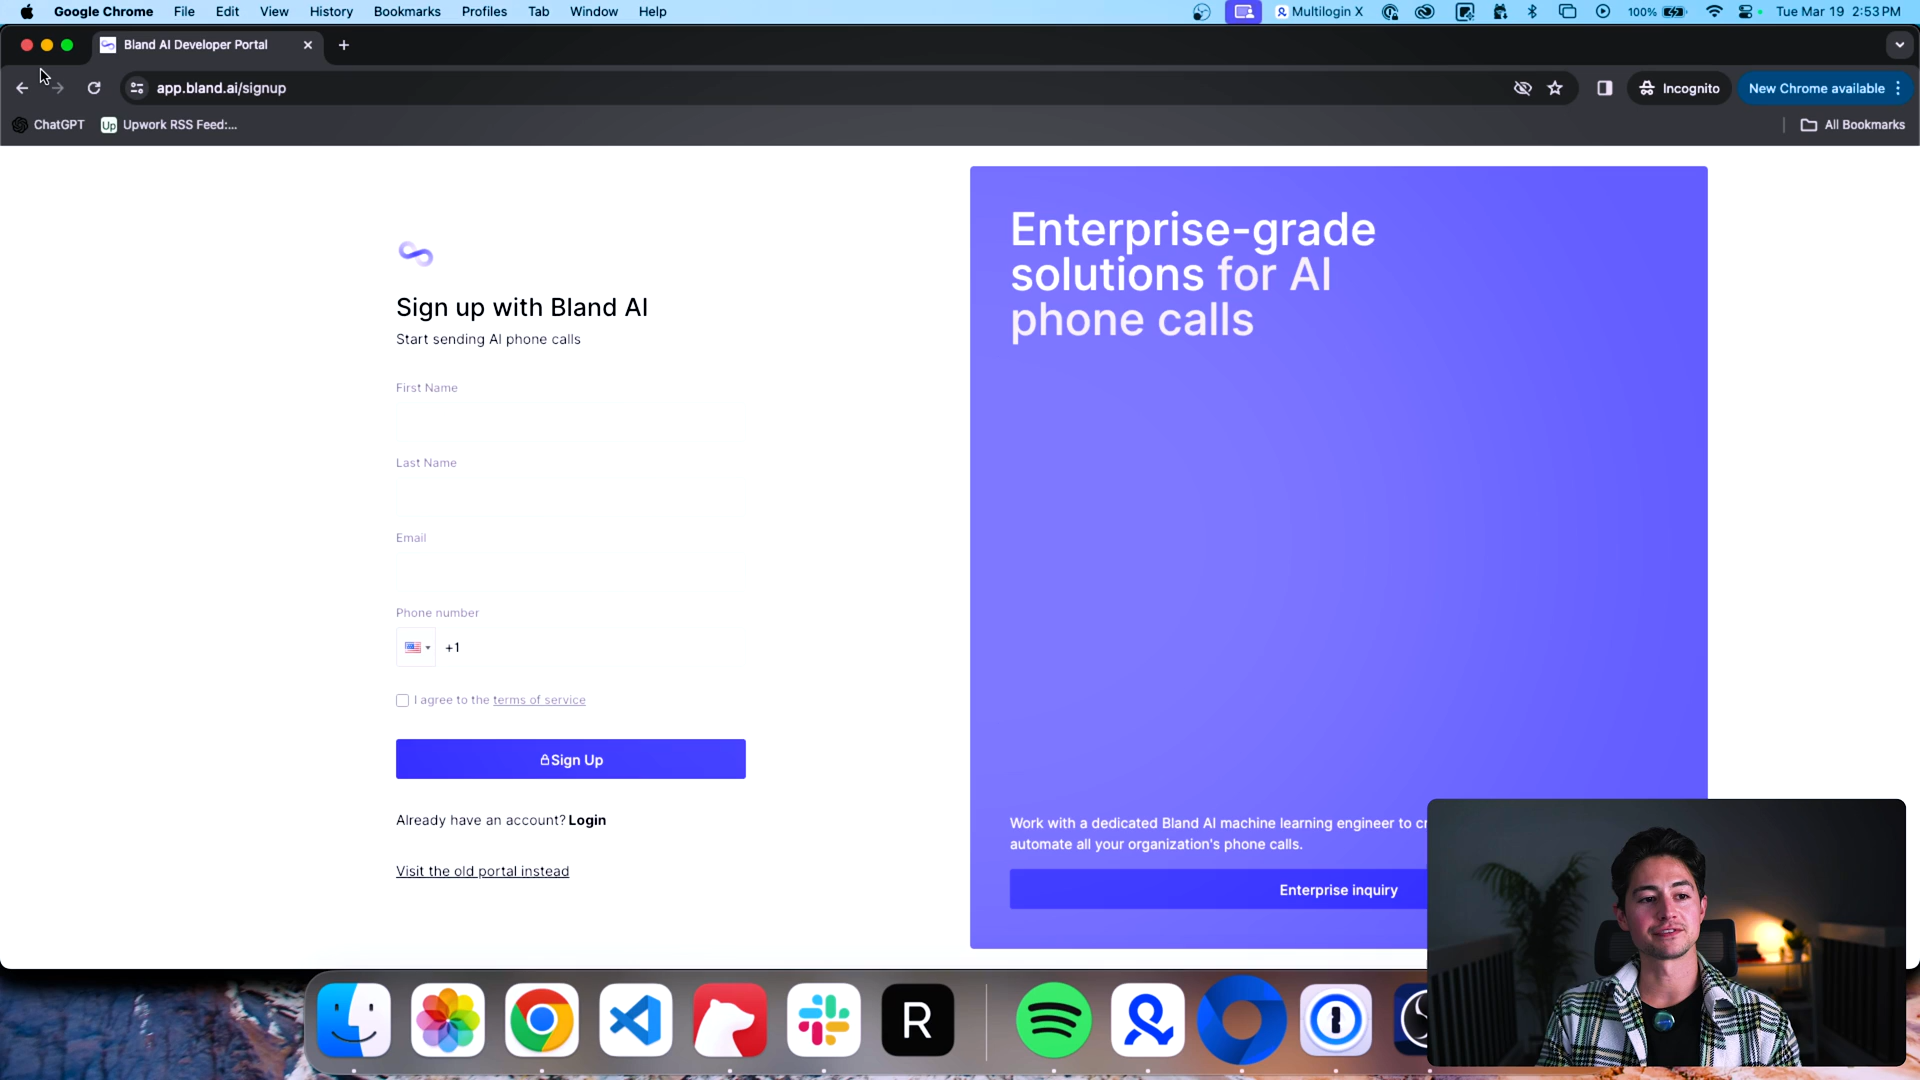 Google Chrome File Edit View History Bookmarks Profiles Tab Window Help Multilogin X 100% Tue Mar 19 2:53 PM
Bland AI Developer Portal
app.bland.ai/signup Incognito New Chrome available
ChatGPT Up Upwork RSS Feed:... All Bookmarks
Sign up with Bland AI
Start sending AI phone calls
First Name
Last Name
Email
Phone number
+1
I agree to the terms of service
Sign Up
Already have an account? Login
Visit the old portal instead
Enterprise-grade
solutions for AI
phone calls
Work with a dedicated Bland AI machine learning engineer to
automate all your organization's phone calls.
Enterprise inquiry
R